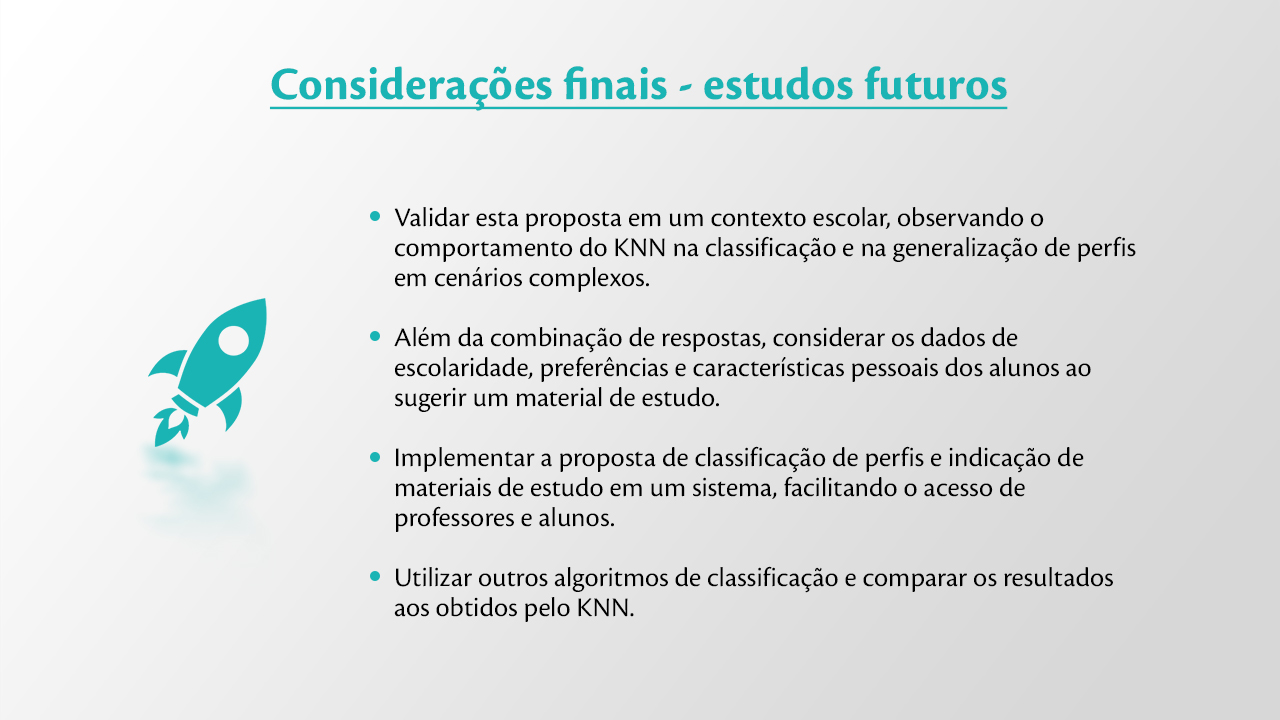 Considerações finais - estudos futuros
• Validar esta proposta em um contexto escolar, observando o
comportamento do KNN na classificação e na generalização de perfis
em cenários complexos.
• Além da combinação de respostas, considerar os dados de
escolaridade, preferências e características pessoais dos alunos ao
sugerir um material de estudo.
• Implementar a proposta de classificação de perfis e indicação de
materiais de estudo em um sistema, facilitando o acesso de
professores e alunos.
• Utilizar outros algoritmos de classificação e comparar os resultados
aos obtidos pelo KNN.